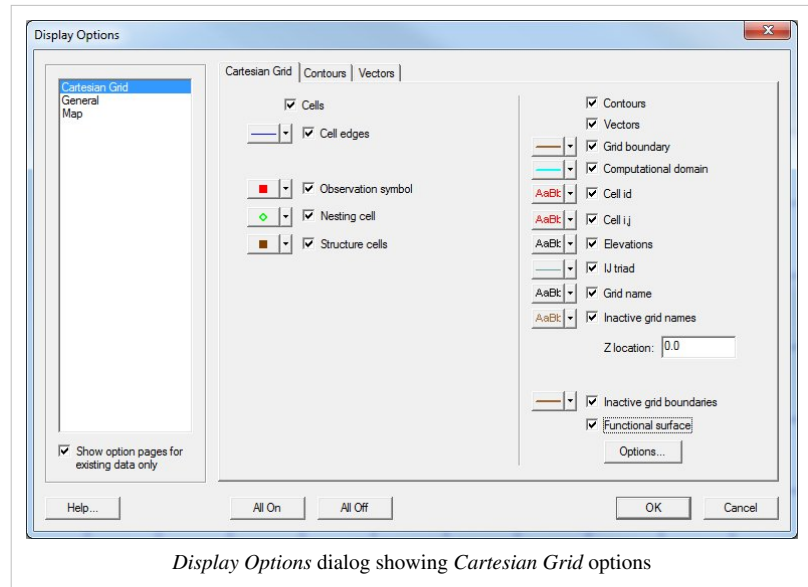 Display Options
Cartesian Grid
General
Map
Show option pages for
existing data only
Cartesian Grid Contours Vectors
Cells
Cell edges
Observation symbol
Nesting cell
Structure cells
Contours
Vectors
Grid boundary
Computational domain
AaBb Cell id
AaBb Cell i,j
AaBb Elevations
IJ triad
AaBb Grid name
AaBb Inactive grid names
Z location: 0.0
Inactive grid boundaries
Functional surface
Options...
Help... All On All Off OK Cancel
Display Options dialog showing Cartesian Grid options